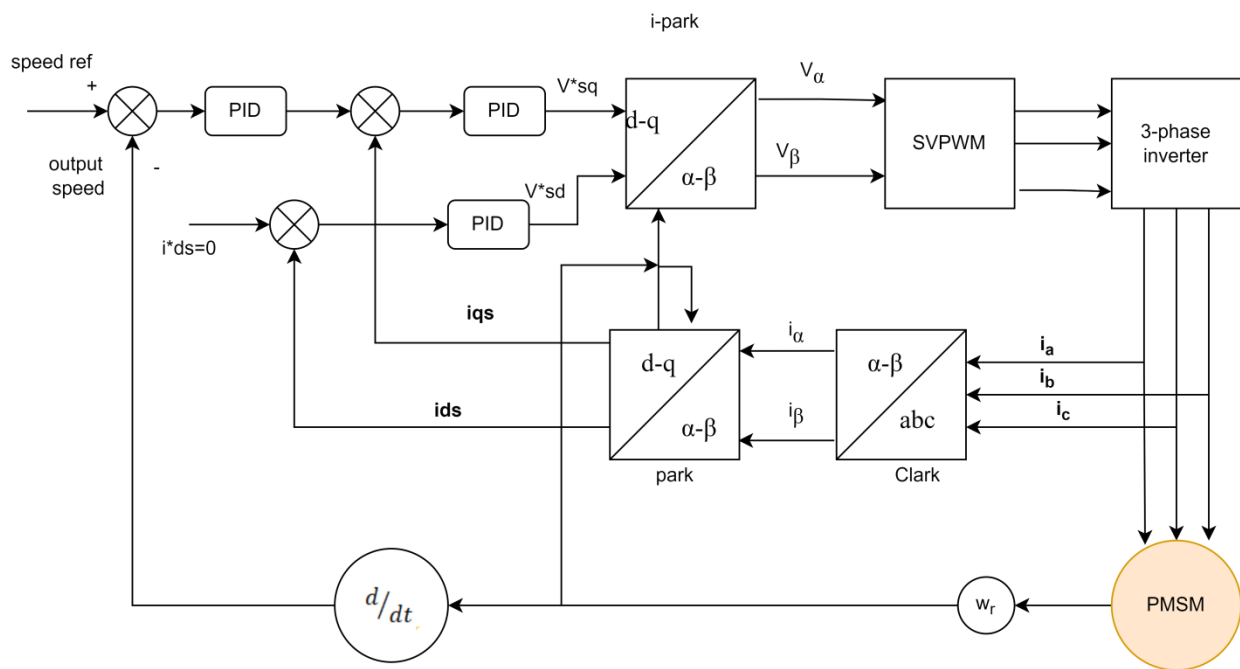 i-park
speed ref
+
PID
PID
V*sq
d-q
α-β
Vα
Vβ
SVPWM
3-phase
inverter
output
speed
-
i*ds=0
PID
V*sd
iqs
ids
d-q
α-β
park
iα
iβ
α-β
abc
Clark
ia
ib
ic
d/dt
wr
PMSM